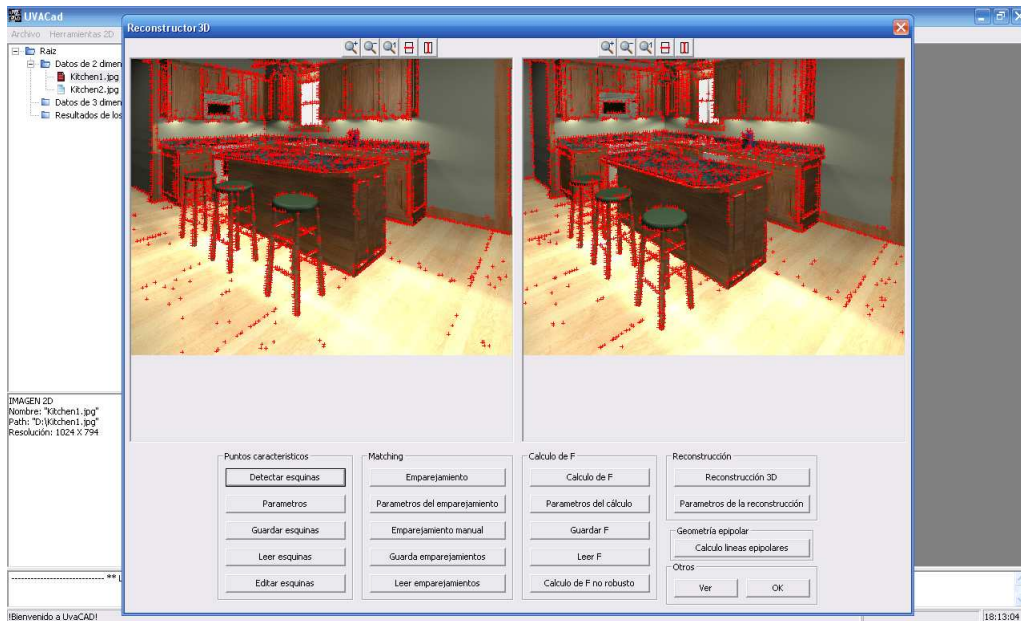 UVACad
Archivo Herramientas 2D
Reconstructor 3D
Raiz
Datos de 2 dimen
Kitchen1.jpg
Kitchen2.jpg
Datos de 3 dimen
Resultados de los
IMAGEN 2D
Nombre: "Kitchen1.jpg"
Path: "D:\Kitchen1.jpg"
Resolución: 1024 X 794
Puntos caracteristicos
Detectar esquinas
Parametros
Guardar esquinas
Leer esquinas
Editar esquinas
Matching
Emparejamiento
Parametros del emparejamiento
Emparejamiento manual
Guarda emparejamientos
Leer emparejamientos
Calculo de F
Calculo de F
Parametros del cálculo
Guardar F
Leer F
Calculo de F no robusto
Reconstrucción
Reconstrucción 3D
Parametros de la reconstrucción
Geometría epipolar
Calculo lineas epipolares
Otros
Ver OK
!Bienvenido a UvaCAD!
18:13:04